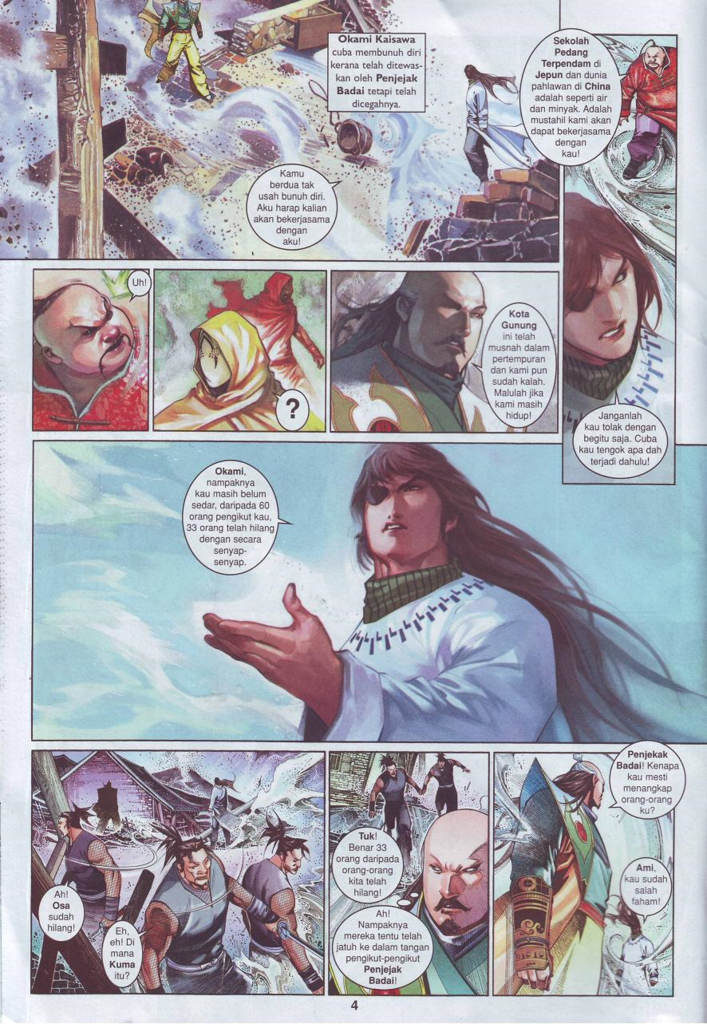 Okami Kaisawa
cuba membunuh diri
kerana telah ditewas-
kan oleh Penjejak
Badai tetapi telah
dicegahnya.
Kamu
berdua tak
usah bunuh diri.
Aku harap kalian
akan bekerjasama
dengan
aku!
Sekolah
Pedang
Terpendam di
Jepun dan dunia
pahlawan di China
adalah seperti air
dan minyak. Adalah
mustahil kami akan
dapat bekerjasama
dengan
kau!
Uh!
?
Kota
Gunung
ini telah
musnah dalam
pertempuran
dan kami pun
sudah kalah.
Malulah jika
kami masih
hidup!
Janganlah
kau tolak dengan
begitu saja. Cuba
kau tengok apa dah
terjadi dahulu!
Okami,
nampaknya
kau masih belum
sedar, daripada 60
orang pengikut kau,
33 orang telah hilang
dengan secara
senyap-
senyap.
Ah!
Osa
sudah
hilang!
Eh,
eh! Di
mana
Kuma
itu?
Tuk!
Benar 33
orang daripada
orang-orang
kita telah
hilang!
Ah!
Nampaknya
mereka tentu telah
jatuh ke dalam tangan
pengikut-pengikut
Penjejak
Badai!
Penjekak
Badai! Kenapa
kau mesti
menangkap
orang-orang
ku?
Ami,
kau sudah
salah
faham!
4